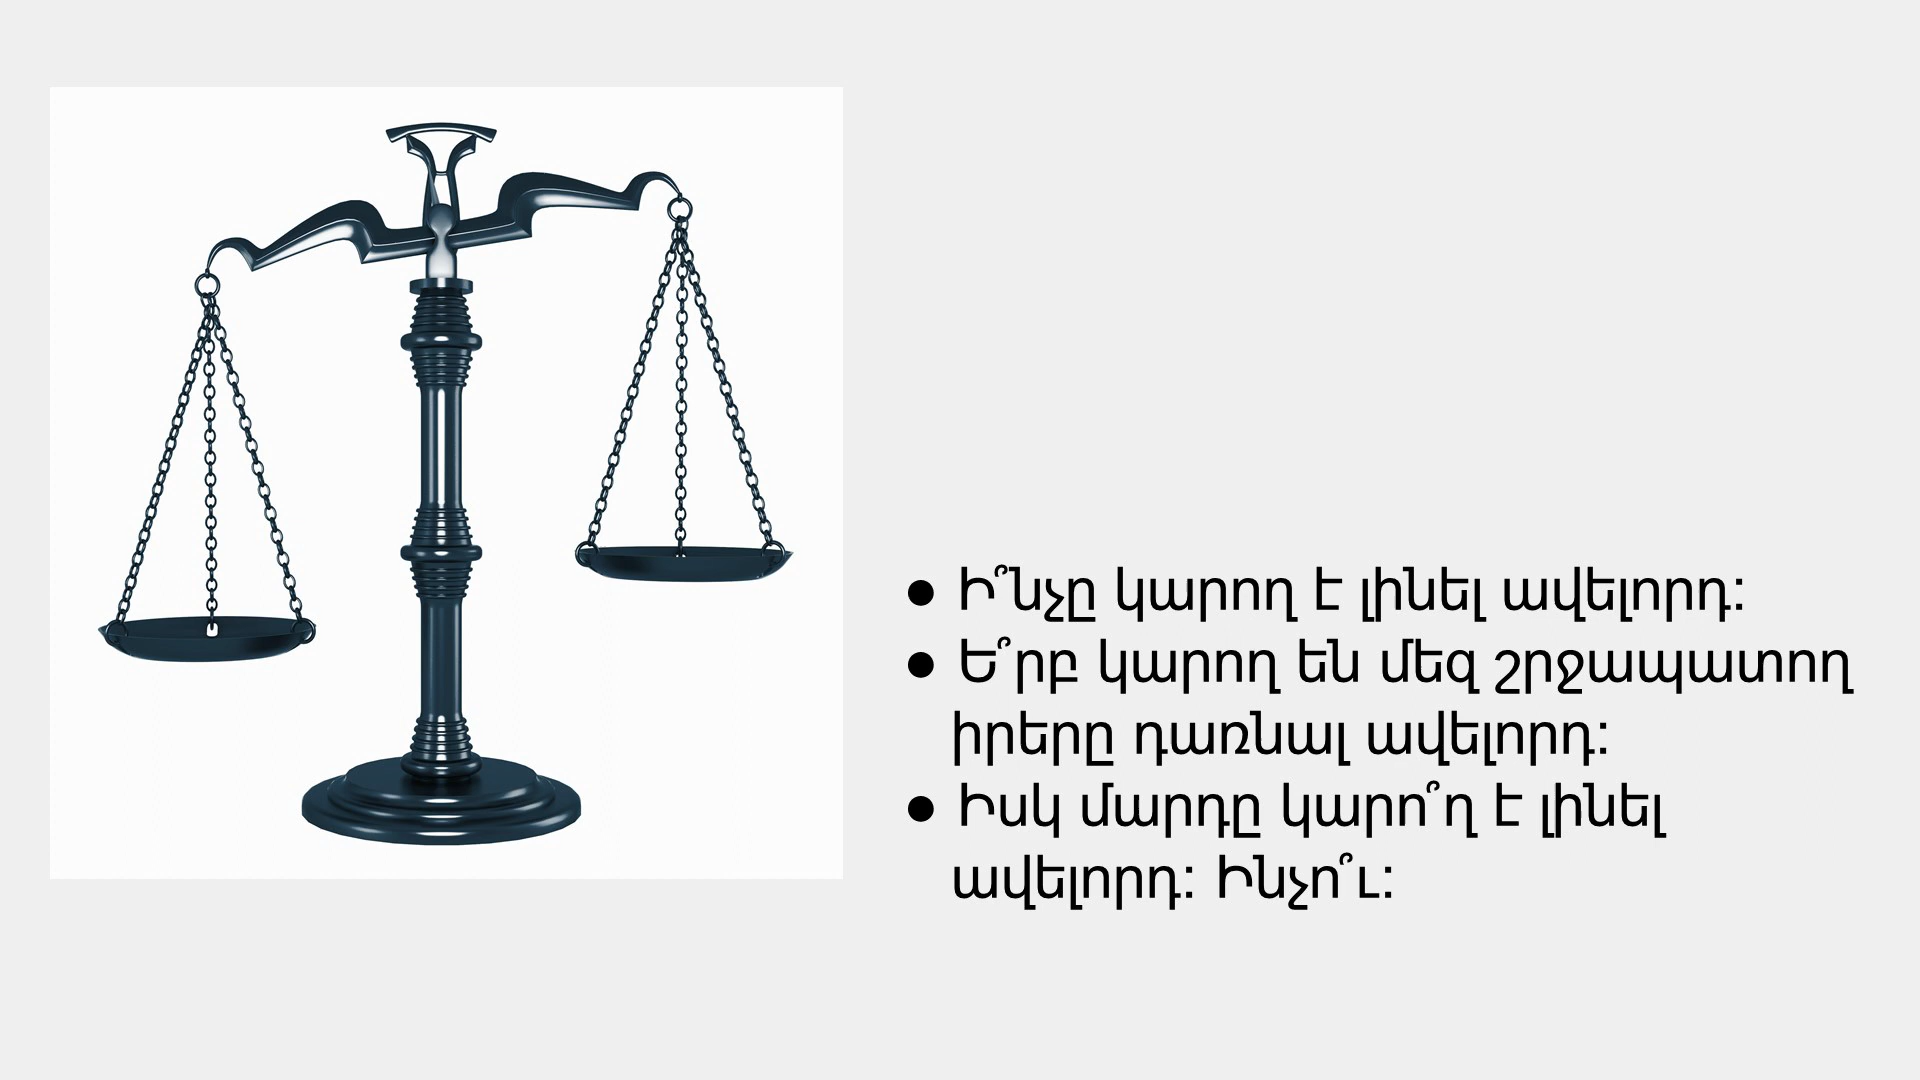 ● Ի՞նչը կարող է լինել ավելորդ:
● Ե՞րբ կարող են մեզ շրջապատող
իրերը դառնալ ավելորդ:
● Իսկ մարդը կարո՞ղ է լինել
ավելորդ: Ինչո՞ւ: